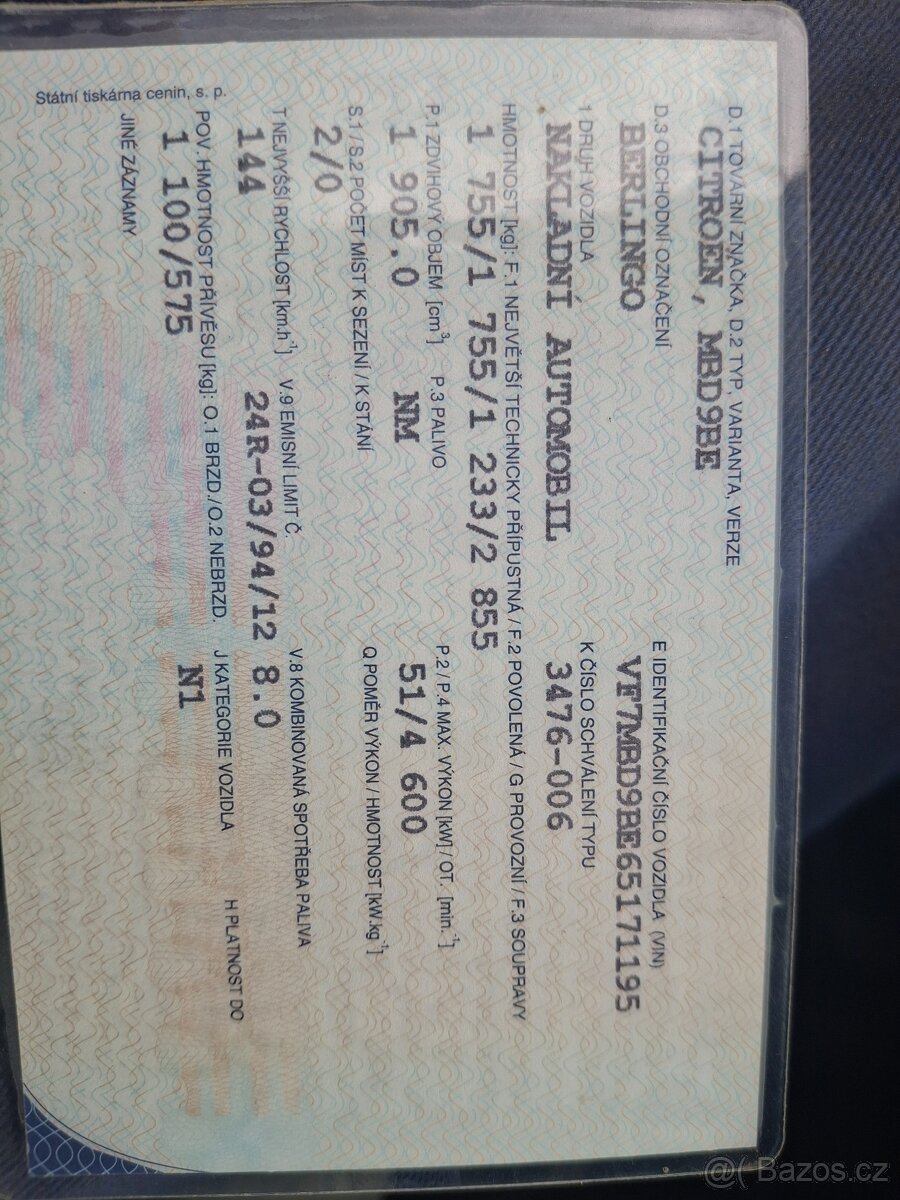 D.1 TOVÁRNÍ ZNAČKA, D.2 TYP, VARIANTA, VERZE
CITROËN, MBD9BE
D.3 OBCHODNÍ OZNAČENÍ
E IDENTIFIKAČNÍ ČÍSLO VOZIDLA (VIN)
BERLINGO
VF7MBD9BE65171195
1 DRUH VOZIDLA
K ČÍSLO SCHVÁLENÍ TYPU
NÁKLADNÍ AUTOMOBIL
3476-006
HMOTNOST [kg]: F.1 NEJVĚTŠÍ TECHNICKY PŘÍPUSTNÁ / F.2 POVOLENÁ / G PROVOZNÍ / F.3 SOUPRAVY
1 755/1 755/1 233/2 855
P.1 ZDVIHOVÝ OBJEM [cm³]
P.3 PALIVO
P.2 / P.4 MAX. VÝKON [kW] / OT. [min.⁻¹]
1 905.0
NM
51/4 600
S.1 / S.2 POČET MÍST K SEZENÍ / K STÁNÍ
Q POMĚR VÝKON / HMOTNOST [kW.kg⁻¹]
2/0
T NEJVYŠŠÍ RYCHLOST [km.h⁻¹]
V.9 EMISNÍ LIMIT Č.
V.8 KOMBINOVANÁ SPOTŘEBA PALIVA
144
24R-03/94/12
8.0
POV. HMOTNOST PŘÍVĚSU [kg]: O.1 BRZD./O.2 NEBRZD.
J KATEGORIE VOZIDLA
H PLATNOST DO
1 100/575
N1
JINÉ ZÁZNAMY
Státní tiskárna cenin, s. p.
@( Bazos.cz